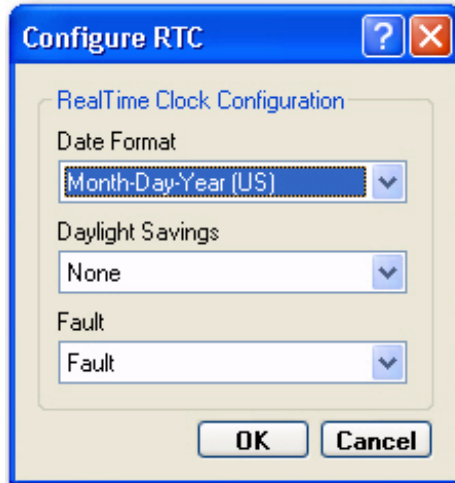 Configure RTC
RealTime Clock Configuration
Date Format
Month-Day-Year (US)
Daylight Savings
None
Fault
Fault
OK Cancel